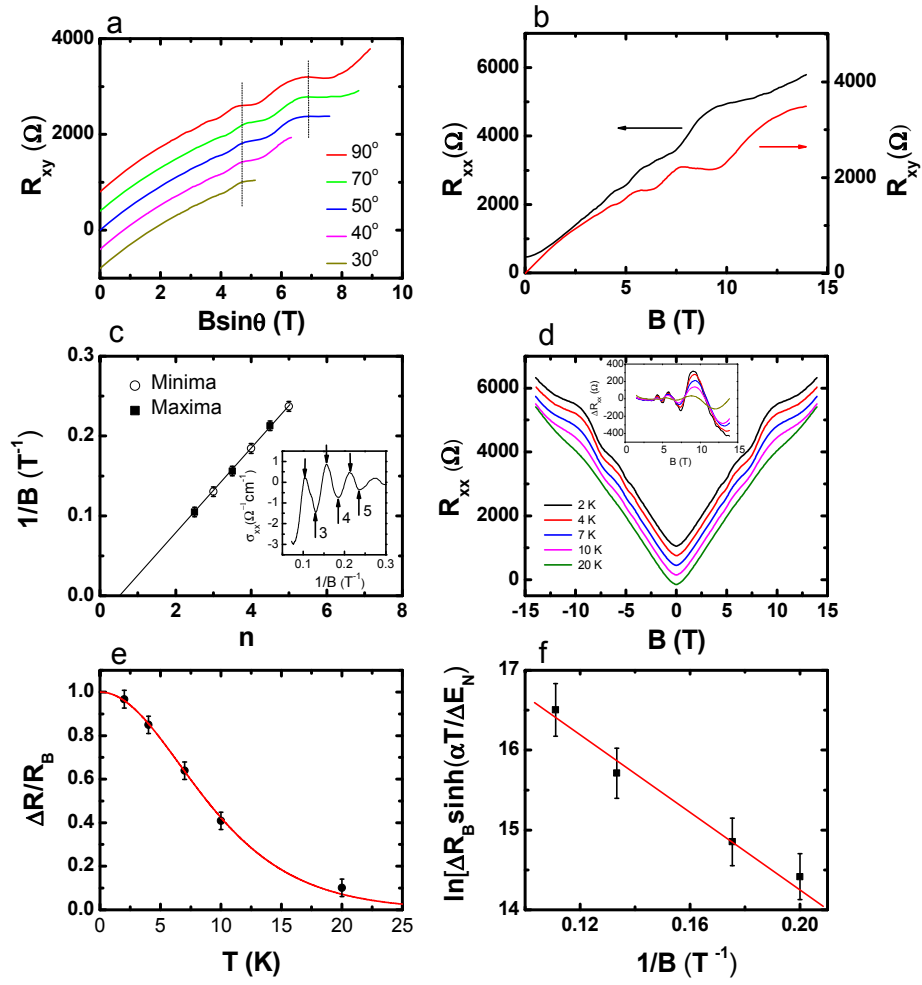 a
4000
2000
0
R_xy (Ω)
90°
70°
50°
40°
30°
0 2 4 6 8 10
Bsinθ (T)
b
6000
4000
2000
0
R_xx(Ω)
4000
2000
0
R_xy(Ω)
0 5 10 15
B (T)
c
0.3
0.2
0.1
0.0
1/B (T⁻¹)
Minima
Maxima
1
0
-1
-2
-3
σ_xx(Ω⁻¹cm⁻¹)
3
4
5
0.1 0.2 0.3
1/B (T⁻¹)
0 2 4 6 8
n
d
6000
4000
2000
0
R_xx (Ω)
400
200
0
-200
-400
ΔR_xx (Ω)
0 5 10 15
B (T)
2 K
4 K
7 K
10 K
20 K
-15 -10 -5 0 5 10 15
B (T)
e
1.0
0.8
0.6
0.4
0.2
0.0
ΔR/R_B
0 5 10 15 20 25
T (K)
f
17
16
15
14
ln[ΔR_B sinh(αT/ΔE_N)
0.12 0.16 0.20
1/B (T⁻¹)